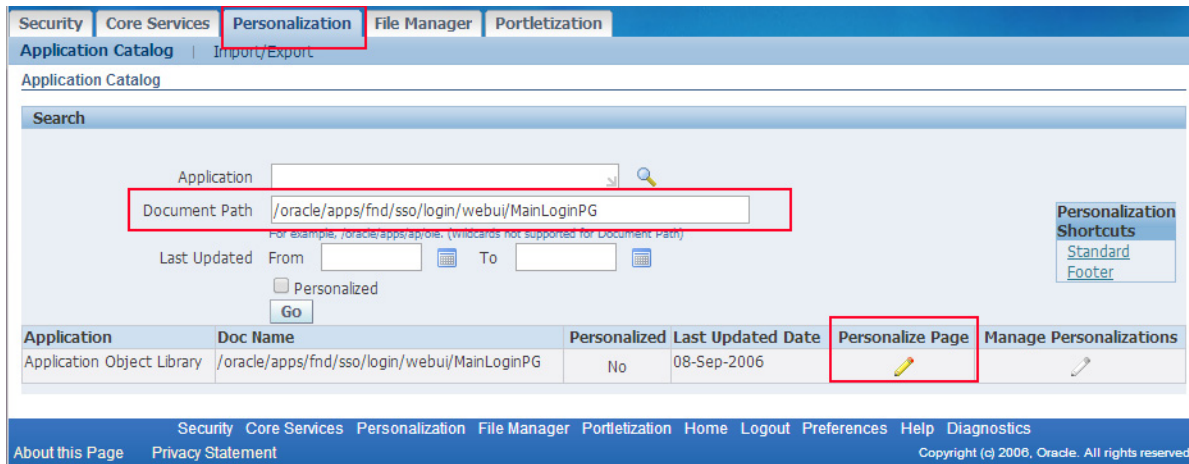 Security Core Services Personalization File Manager Portletization
Application Catalog | Import/Export
Application Catalog
Search
Application
Document Path /oracle/apps/fnd/sso/login/webui/MainLoginPG
For example, /oracle/apps/ap/oie. (Wildcards not supported for Document Path)
Last Updated From To
Personalized
Go
Personalization
Shortcuts
Standard
Footer
Application Doc Name Personalized Last Updated Date Personalize Page Manage Personalizations
Application Object Library /oracle/apps/fnd/sso/login/webui/MainLoginPG No 08-Sep-2006
Security Core Services Personalization File Manager Portletization Home Logout Preferences Help Diagnostics
About this Page Privacy Statement Copyright (c) 2006, Oracle. All rights reserved